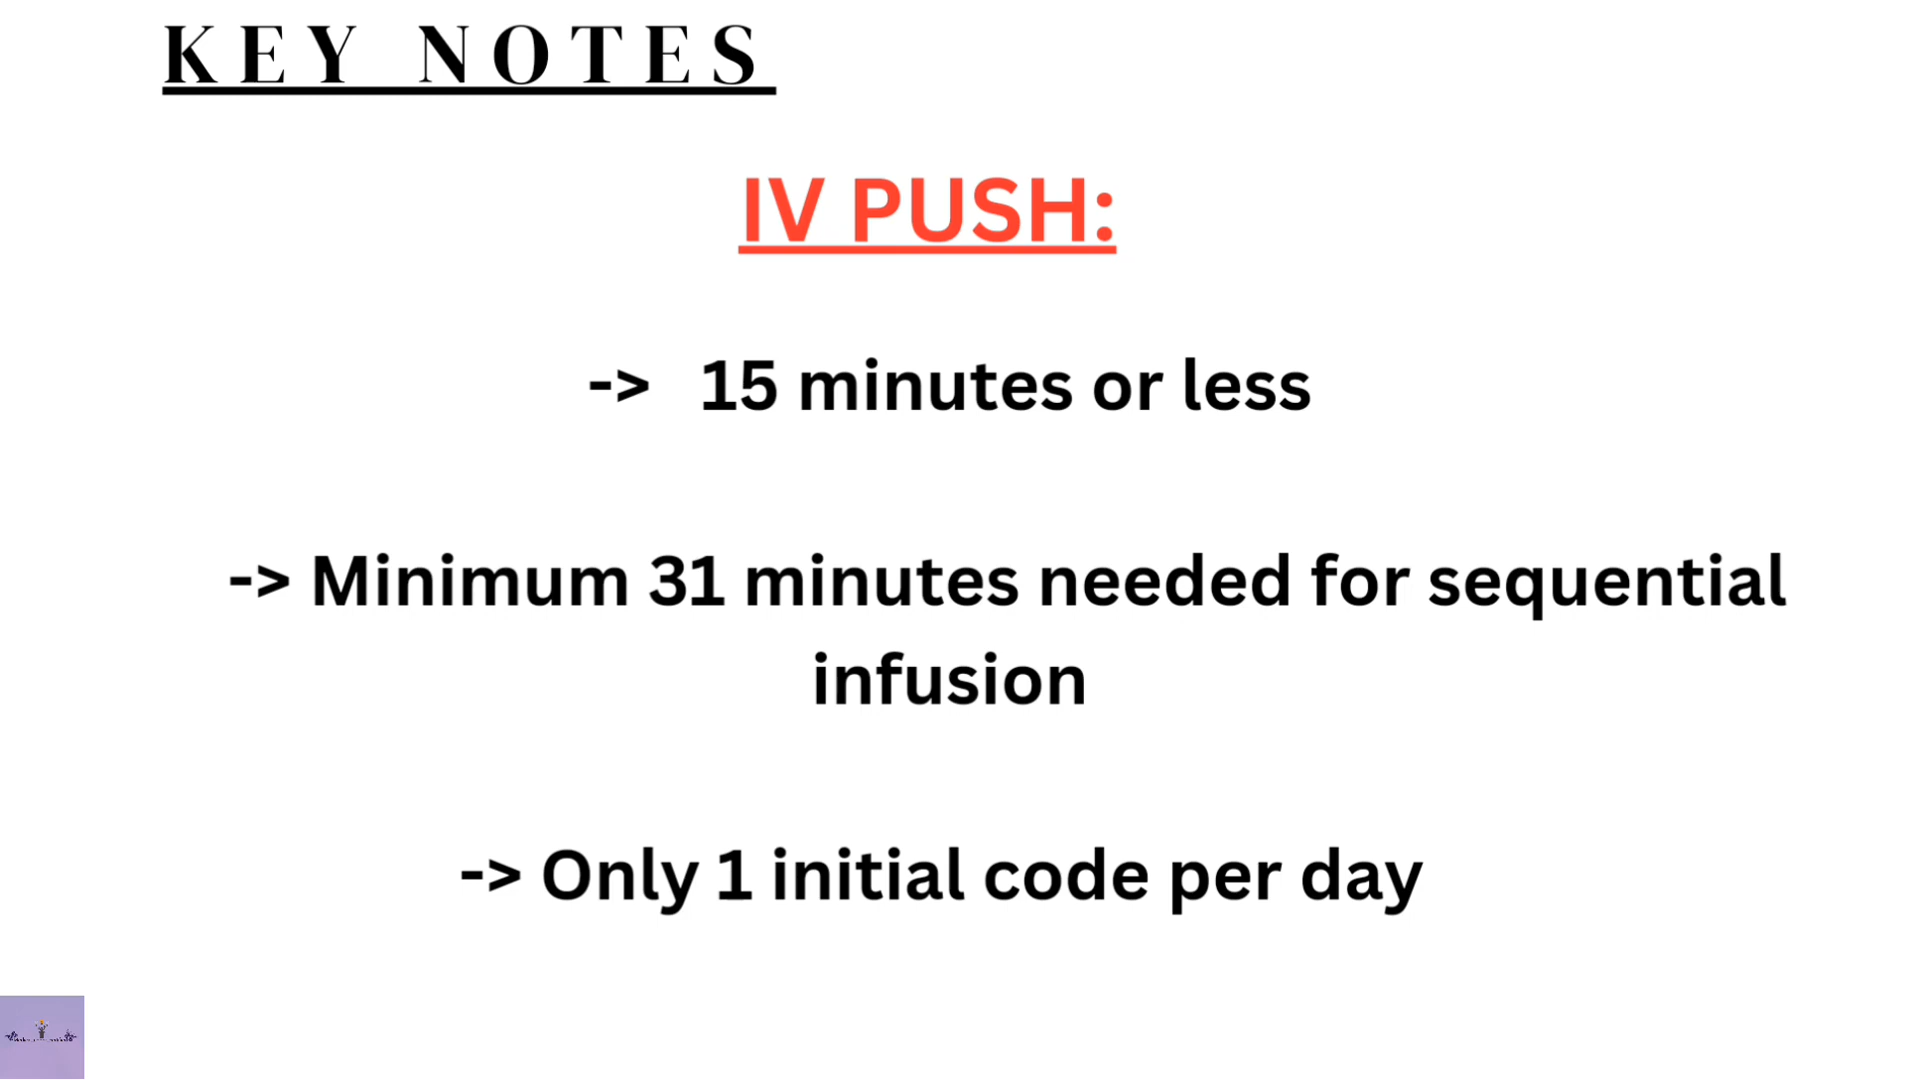 KEY NOTES
IV PUSH:
-> 15 minutes or less
-> Minimum 31 minutes needed for sequential
infusion
-> Only 1 initial code per day